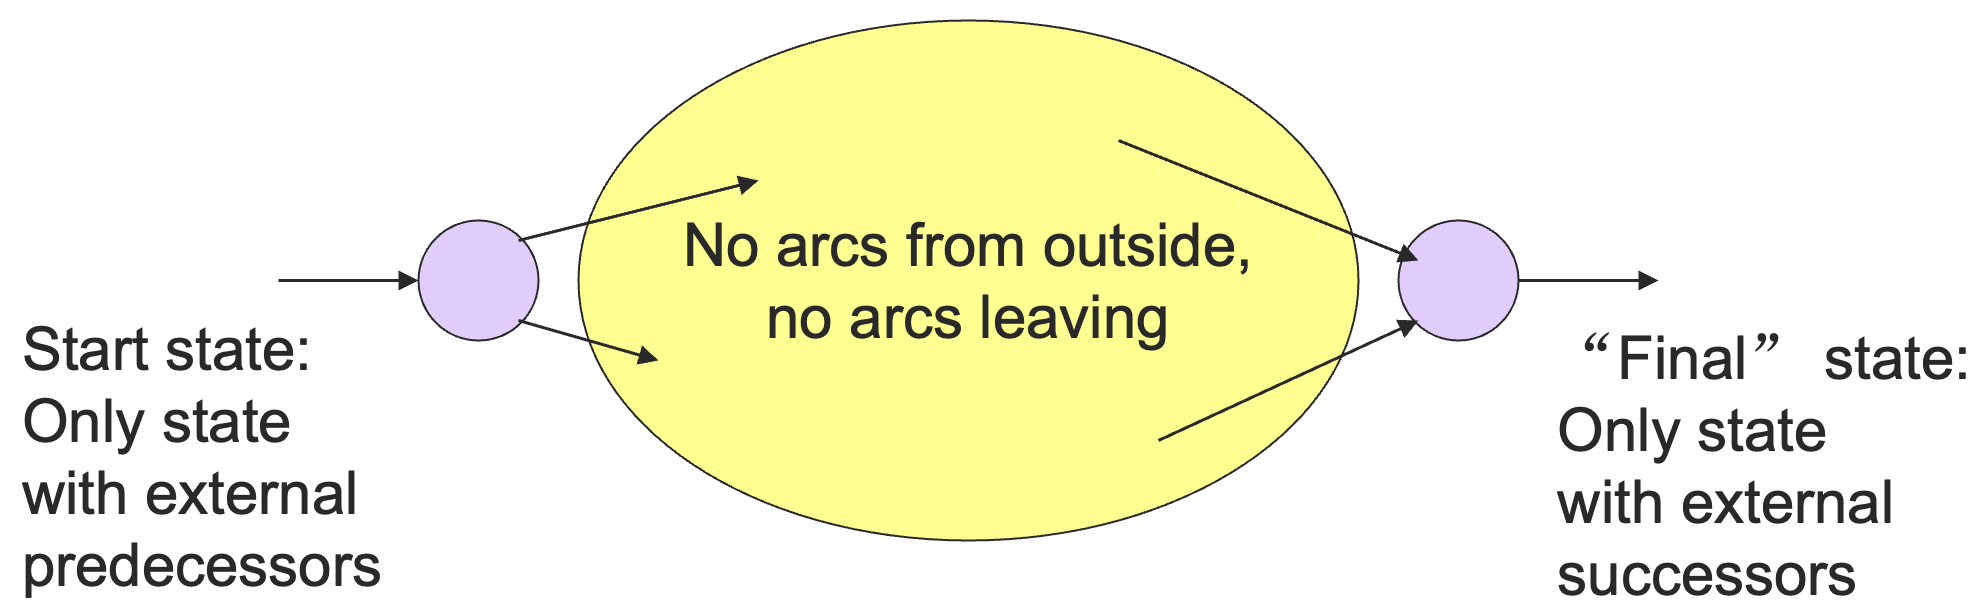 No arcs from outside,
no arcs leaving
Start state:
Only state
with external
predecessors
“Final” state:
Only state
with external
successors